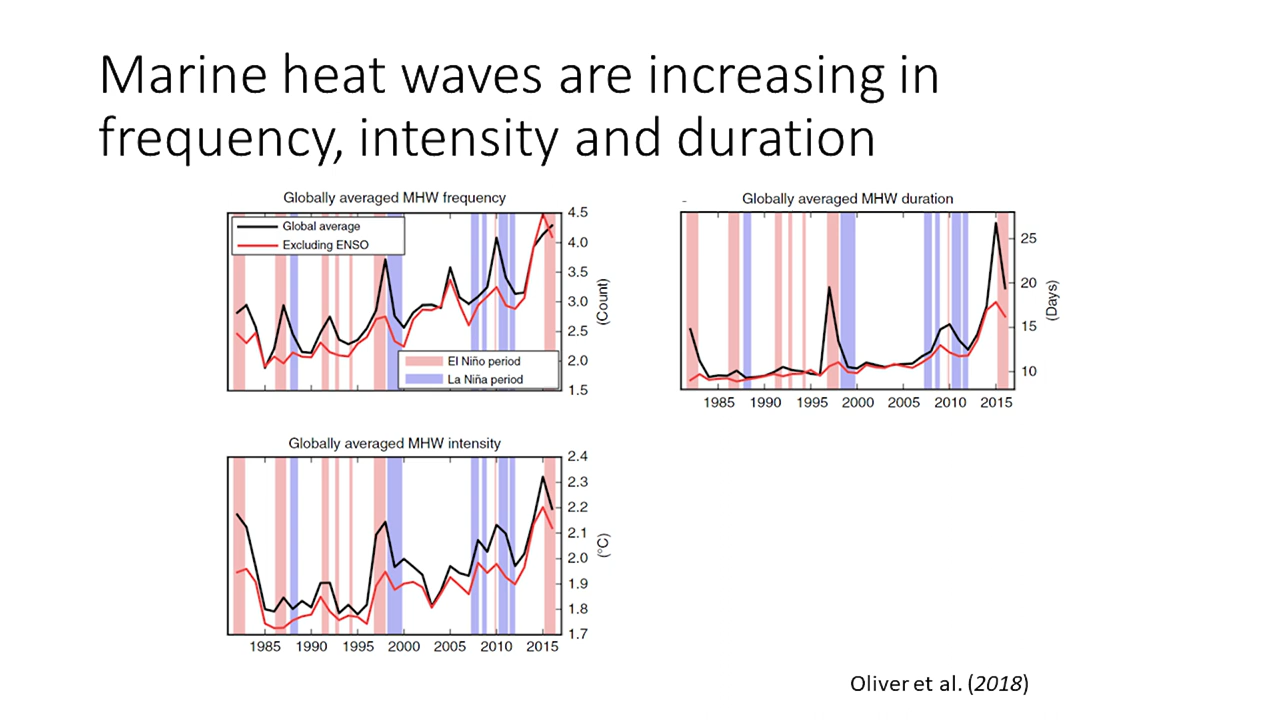 Marine heat waves are increasing in
frequency, intensity and duration
Globally averaged MHW frequency
Global average
Excluding ENSO
El Niño period
La Niña period
4.5
4.0
3.5
3.0
2.5
2.0
1.5
(Count)
Globally averaged MHW duration
25
20
15
10
(Days)
1985 1990 1995 2000 2005 2010 2015
Globally averaged MHW intensity
2.4
2.3
2.2
2.1
2.0
1.9
1.8
1.7
(°C)
1985 1990 1995 2000 2005 2010 2015
Oliver et al. (2018)